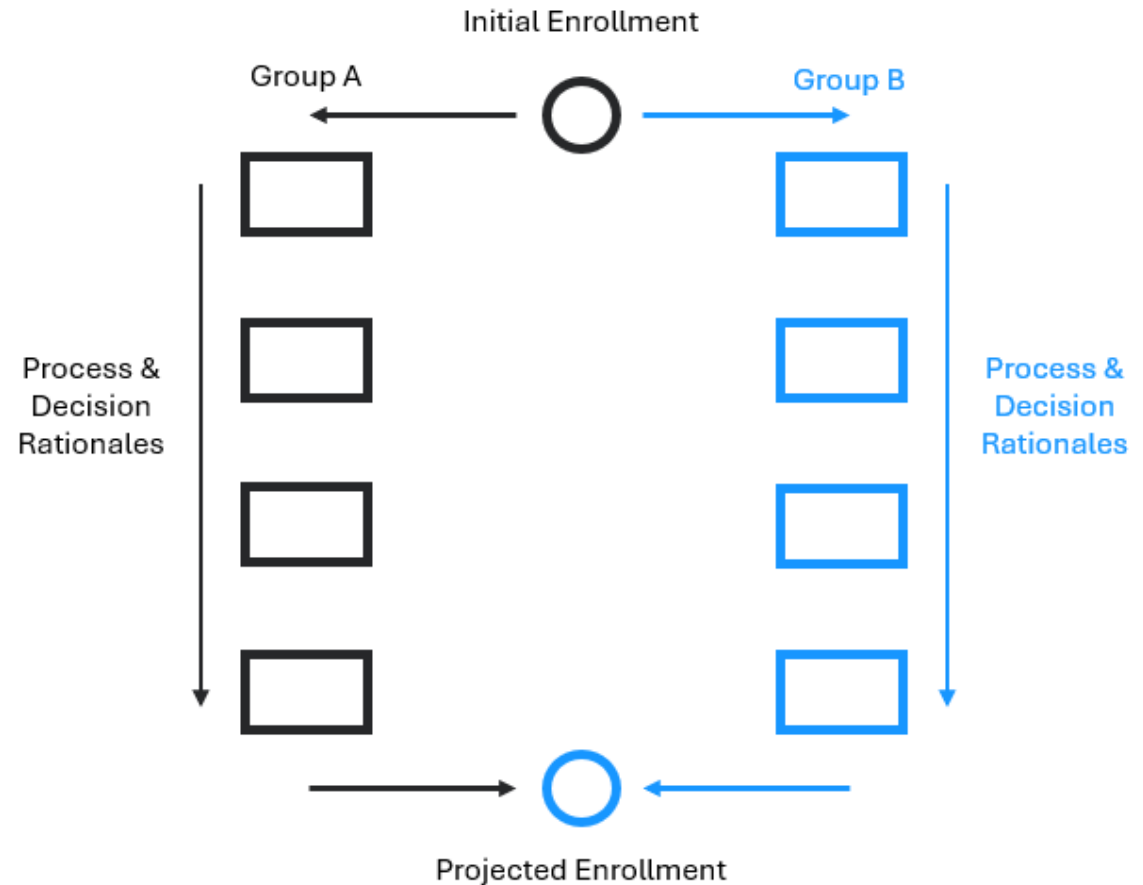 Initial Enrollment
Group A
Group B
Process &
Decision
Rationales
Process &
Decision
Rationales
Projected Enrollment